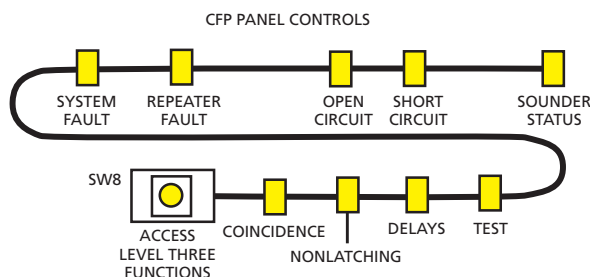 CFP PANEL CONTROLS
SYSTEM
FAULT
REPEATER
FAULT
OPEN
CIRCUIT
SHORT
CIRCUIT
SOUNDER
STATUS
SW8
ACCESS
LEVEL THREE
FUNCTIONS
COINCIDENCE
NONLATCHING
DELAYS
TEST